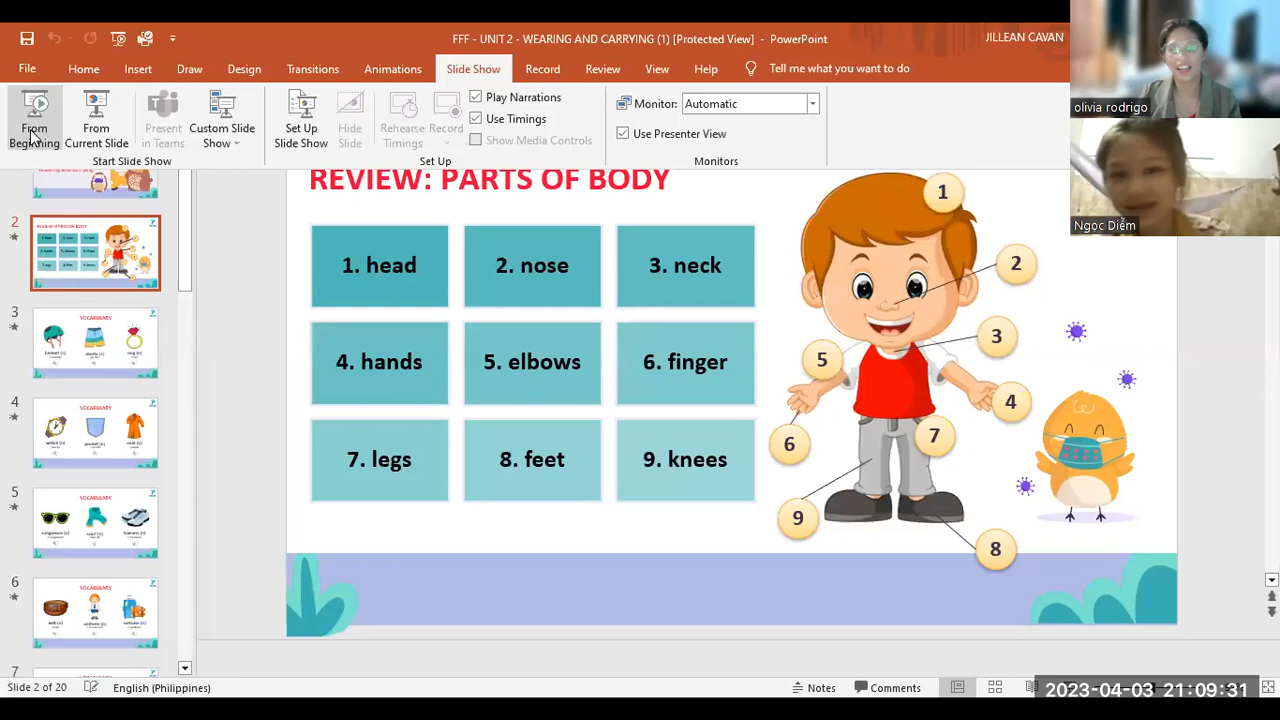 FFF - UNIT 2 - WEARING AND CARRYING (1) [Protected View] - PowerPoint
JILLEAN CAVAN
File Home Insert Draw Design Transitions Animations Slide Show Record Review View Help Tell me what you want to do
From Beginning
From Current Slide
Present in Teams
Custom Slide Show
Set Up Slide Show
Hide Slide
Rehearse Timings
Record
Play Narrations
Use Timings
Show Media Controls
Monitor: Automatic
Use Presenter View
Start Slide Show
Set Up
Monitors
olivia rodrigo
Ngọc Diễm
2
3
4
5
6
7
VOCABULARY
VOCABULARY
VOCABULARY
VOCABULARY
REVIEW: PARTS OF BODY
1. head
2. nose
3. neck
4. hands
5. elbows
6. finger
7. legs
8. feet
9. knees
1
2
3
5
4
6
7
9
8
Slide 2 of 20
English (Philippines)
Notes
Comments
2023-04-03 21:09:31